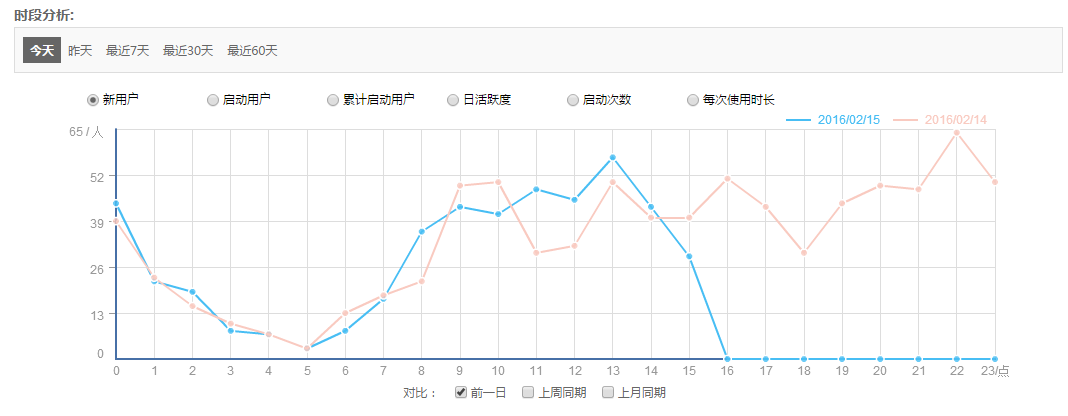 时段分析:
今天 昨天 最近7天 最近30天 最近60天
新用户 启动用户 累计启动用户 日活跃度 启动次数 每次使用时长
2016/02/15 2016/02/14
65 / 人
52
39
26
13
0
0 1 2 3 4 5 6 7 8 9 10 11 12 13 14 15 16 17 18 19 20 21 22 23/点
对比： 前一日 上周同期 上月同期